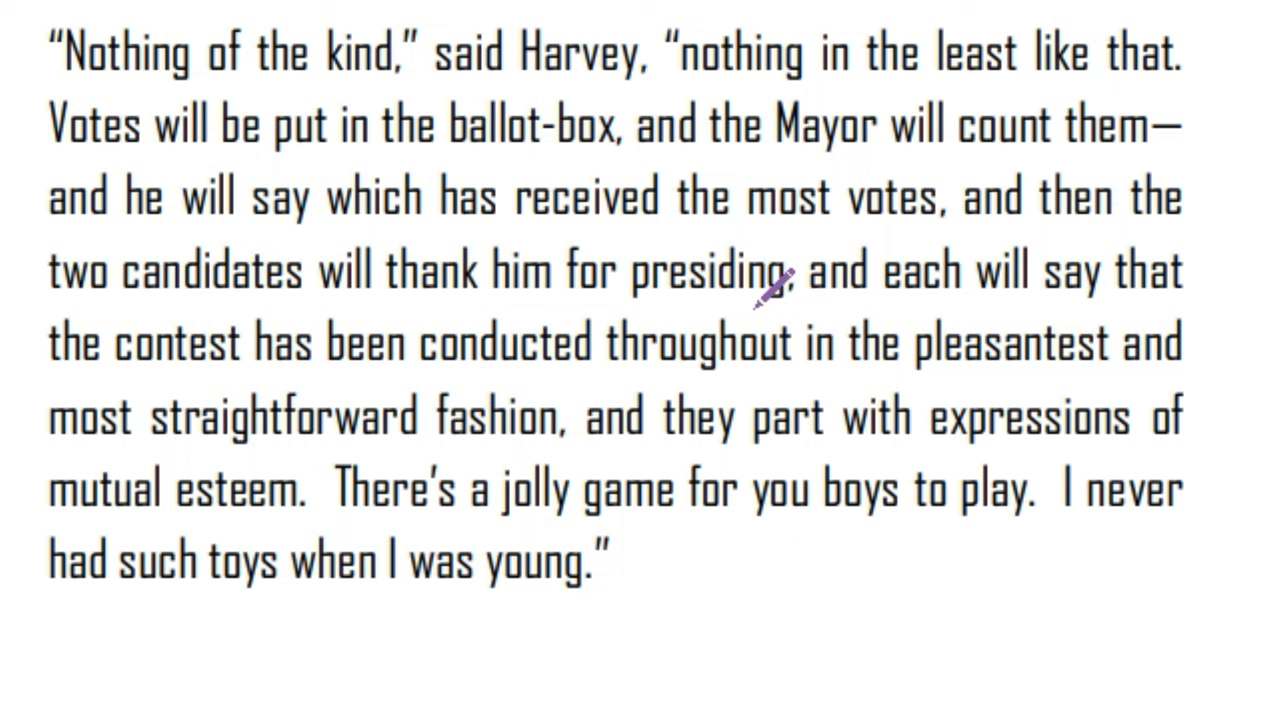 “Nothing of the kind,” said Harvey, “nothing in the least like that.
Votes will be put in the ballot-box, and the Mayor will count them—
and he will say which has received the most votes, and then the
two candidates will thank him for presiding, and each will say that
the contest has been conducted throughout in the pleasantest and
most straightforward fashion, and they part with expressions of
mutual esteem.  There’s a jolly game for you boys to play.  I never
had such toys when I was young.”